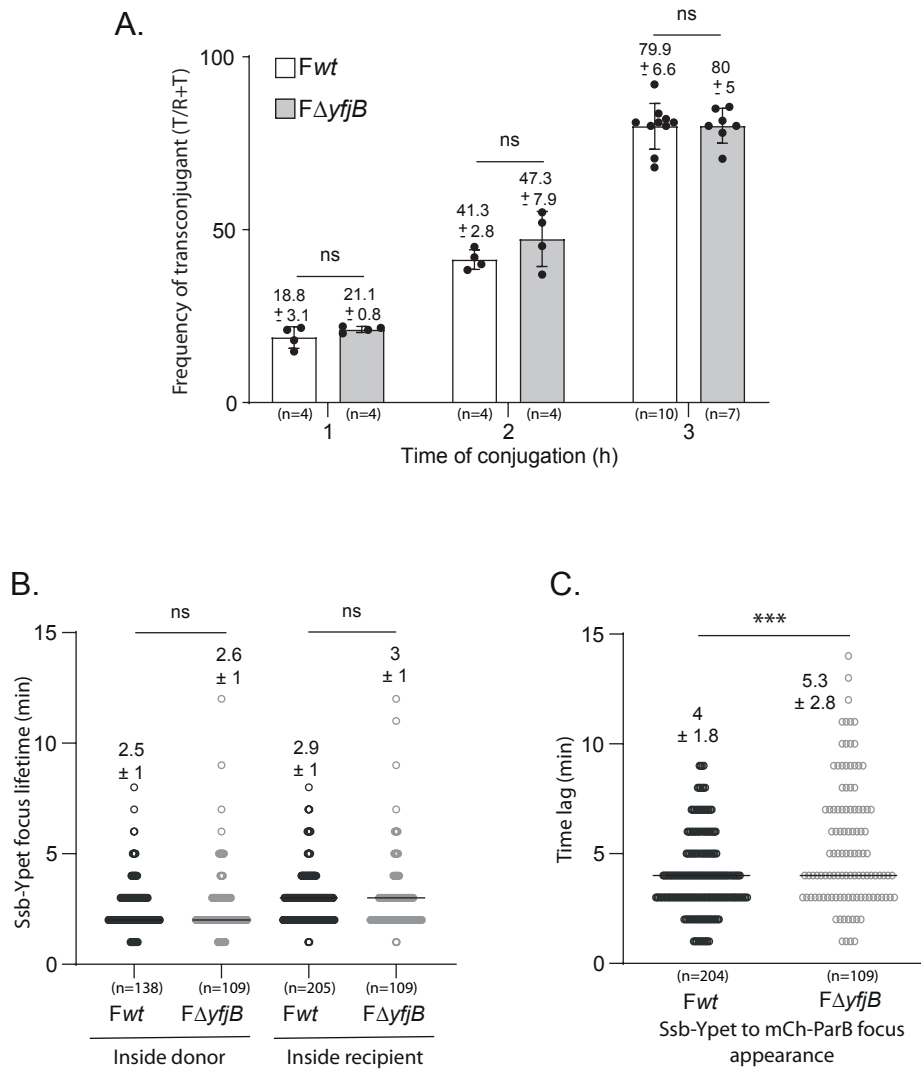 A.
Frequency of transconjugant (T/R+T)
100
50
0
Fwt
FΔyfjB
ns
18.8
± 3.1
21.1
± 0.8
ns
41.3
± 2.8
47.3
± 7.9
ns
79.9
± 6.6
80
± 5
(n=4) (n=4) (n=4) (n=4) (n=10) (n=7)
1 2 3
Time of conjugation (h)
B.
Ssb-Ypet focus lifetime (min)
15
10
5
0
ns
2.5
± 1
2.6
± 1
ns
2.9
± 1
3
± 1
(n=138) (n=109) (n=205) (n=109)
Fwt FΔyfjB Fwt FΔyfjB
Inside donor Inside recipient
C.
Time lag (min)
15
10
5
0
***
4
± 1.8
5.3
± 2.8
(n=204) (n=109)
Fwt FΔyfjB
Ssb-Ypet to mCh-ParB focus
appearance